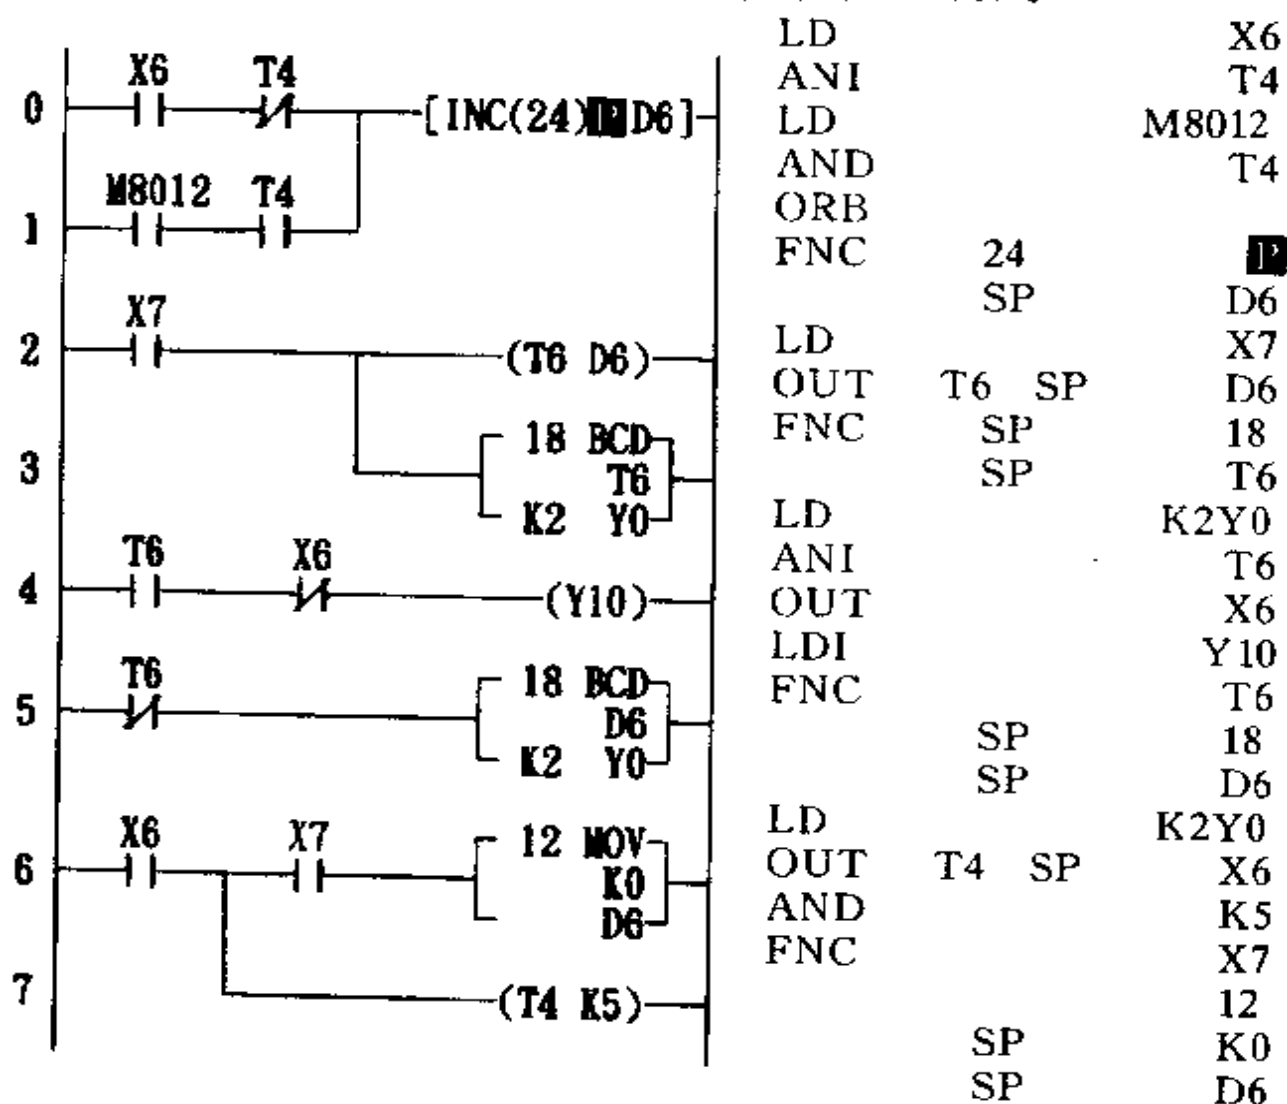 X6 T4
0 [INC(24)P D6]
M8012 T4
1
X7
2 (T6 D6)
18 BCD
3 T6
K2 Y0
T6 X6
4 (Y10)
T6
18 BCD
5 D6
K2 Y0
X6 X7
12 MOV
6 K0
D6
7 (T4 K5)
LD X6
ANI T4
LD M8012
AND T4
ORB
FNC 24 P
SP D6
LD X7
OUT T6 SP D6
FNC SP 18
SP T6
LD K2Y0
ANI T6
OUT X6
LDI Y10
FNC T6
SP 18
SP D6
LD K2Y0
OUT T4 SP X6
AND K5
FNC X7
12
SP K0
SP D6